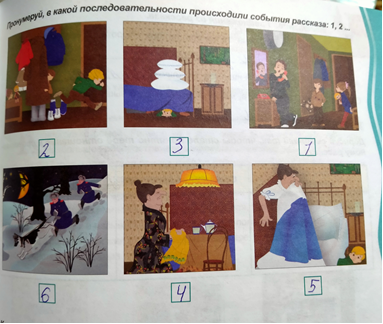 Пронумеруй, в какой последовательности происходили события рассказа: 1, 2 ...
2 3 1
6 4 5